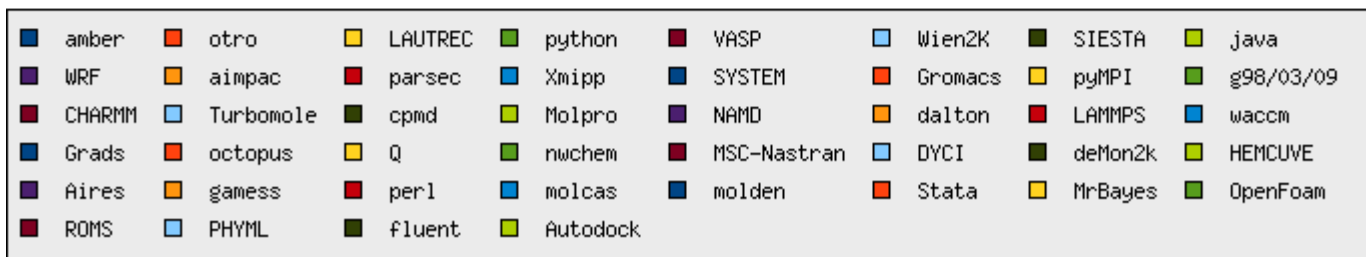 amber otro LAUTREC python VASP Wien2K SIESTA java
WRF aimpac parsec Xmipp SYSTEM Gromacs pyMPI g98/03/09
CHARMM Turbomole cpmd Molpro NAMD dalton LAMMPS waccm
Grads octopus Q nwchem MSC-Nastran DYCI deMon2k HEMCUVE
Aires gamess perl molcas molden Stata MrBayes OpenFoam
ROMS PHYML fluent Autodock